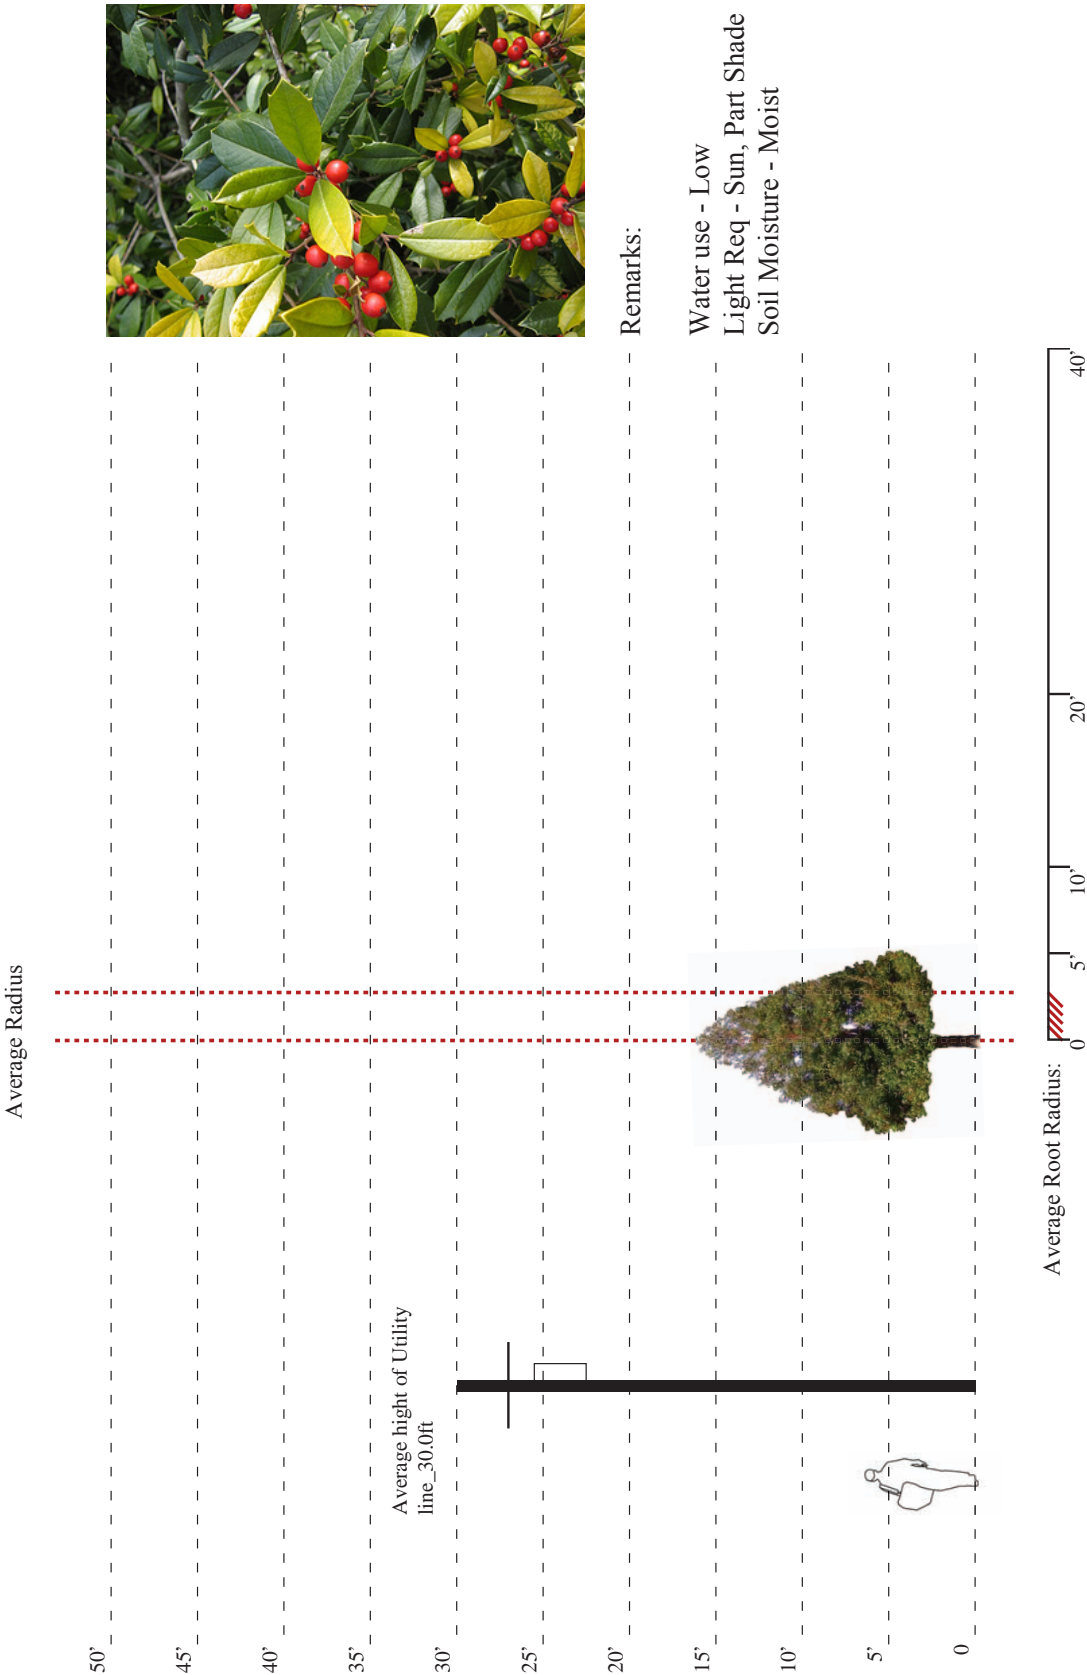 Average Radius
50’
45’
40’
35’
30’
25’
20’
15’
10’
5’
0
Average hight of Utility
line_30.0ft
Remarks:
Water use - Low
Light Req - Sun, Part Shade
Soil Moisture - Moist
Average Root Radius:
0
5’
10’
20’
40’